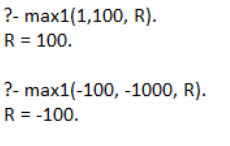 ?- max1(1,100, R).
R = 100.
?- max1(-100, -1000, R).
R = -100.